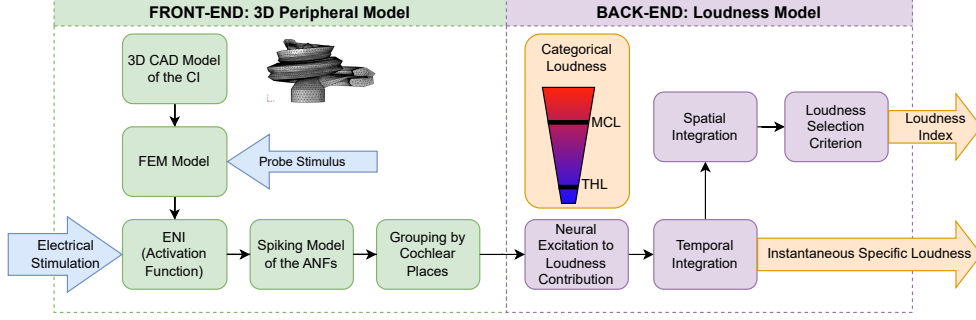 FRONT-END: 3D Peripheral Model
BACK-END: Loudness Model
3D CAD Model
of the CI
Categorical
Loudness
MCL
THL
Spatial
Integration
Loudness
Selection
Criterion
Loudness
Index
FEM Model
Probe Stimulus
Electrical
Stimulation
ENI
(Activation
Function)
Spiking Model
of the ANFs
Grouping by
Cochlear
Places
Neural
Excitation to
Loudness
Contribution
Temporal
Integration
Instantaneous Specific Loudness